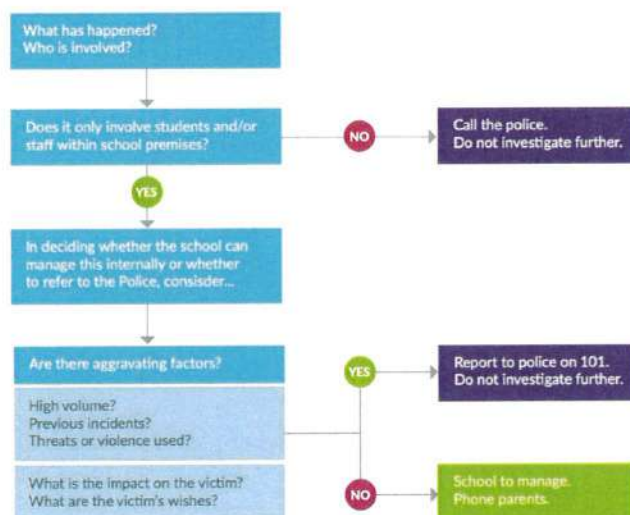 What has happened?
Who is involved?
Does it only involve students and/or
staff within school premises?
NO
Call the police.
Do not investigate further.
YES
In deciding whether the school can
manage this internally or whether
to refer to the Police, consisder...
Are there aggravating factors?
High volume?
Previous incidents?
Threats or violence used?
What is the impact on the victim?
What are the victim's wishes?
YES
Report to police on 101.
Do not investigate further.
NO
School to manage.
Phone parents.